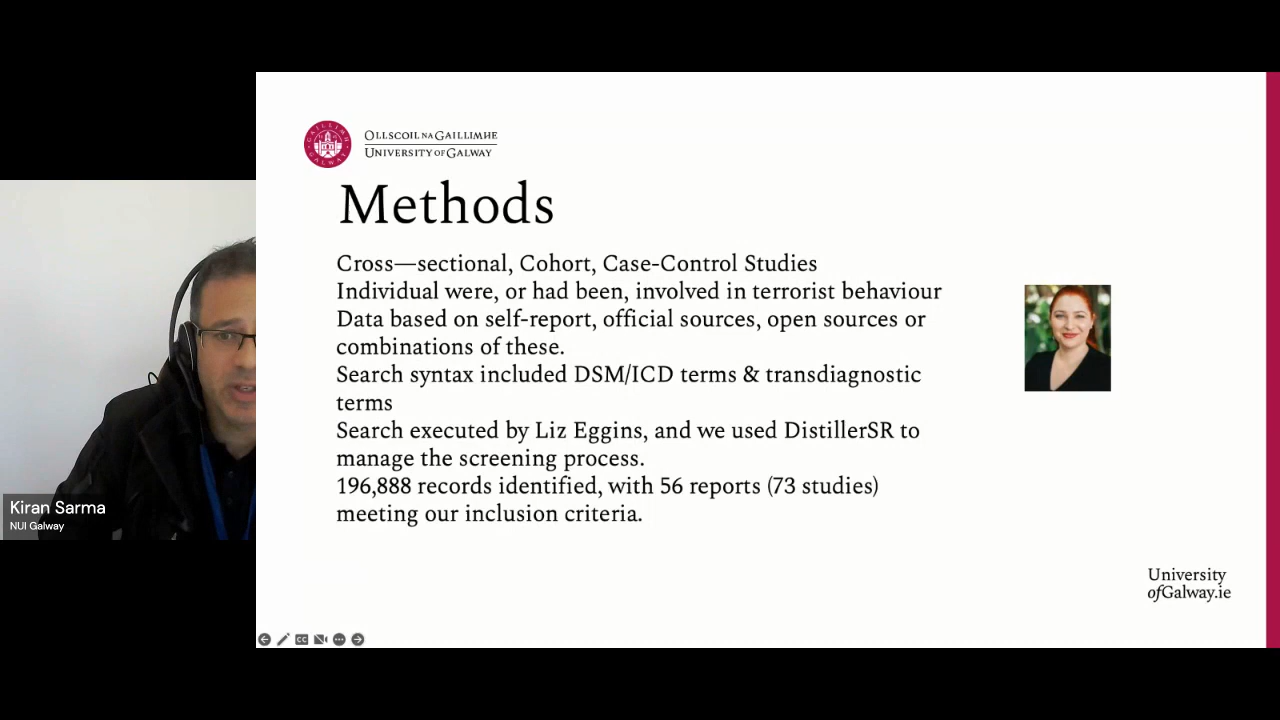 OLLSCOIL NA GAILLIMHE
UNIVERSITY OF GALWAY
Methods
Cross—sectional, Cohort, Case-Control Studies
Individual were, or had been, involved in terrorist behaviour
Data based on self-report, official sources, open sources or
combinations of these.
Search syntax included DSM/ICD terms & transdiagnostic
terms
Search executed by Liz Eggins, and we used DistillerSR to
manage the screening process.
196,888 records identified, with 56 reports (73 studies)
meeting our inclusion criteria.
Kiran Sarma
NUI Galway
University
ofGalway.ie
CC